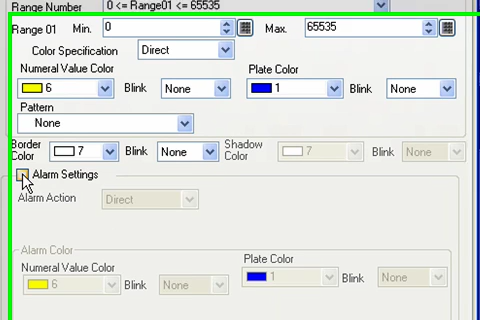 Range Number 0 <= Range01 <= 65535
Range 01 Min. 0 Max. 65535
Color Specification Direct
Numeral Value Color Plate Color
6 Blink None 1 Blink None
Pattern
None
Border Color 7 Blink None Shadow Color 7 Blink None
Alarm Settings
Alarm Action Direct
Alarm Color
Numeral Value Color Plate Color
6 Blink None 1 Blink None